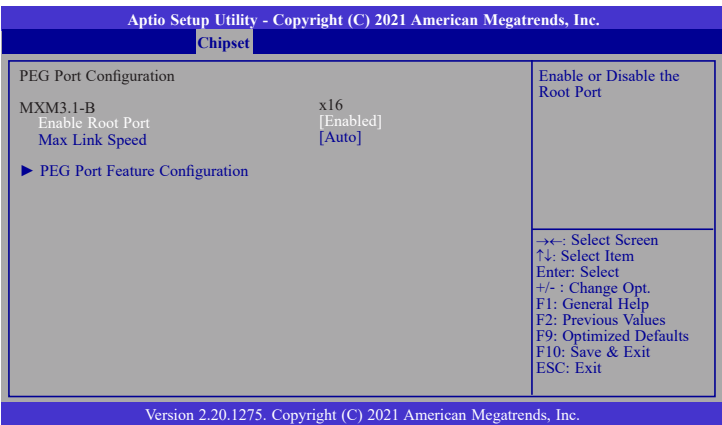 Aptio Setup Utility - Copyright (C) 2021 American Megatrends, Inc.
Chipset
PEG Port Configuration
MXM3.1-B x16
Enable Root Port [Enabled]
Max Link Speed [Auto]
► PEG Port Feature Configuration
Enable or Disable the
Root Port
→←: Select Screen
↑↓: Select Item
Enter: Select
+/- : Change Opt.
F1: General Help
F2: Previous Values
F9: Optimized Defaults
F10: Save & Exit
ESC: Exit
Version 2.20.1275. Copyright (C) 2021 American Megatrends, Inc.